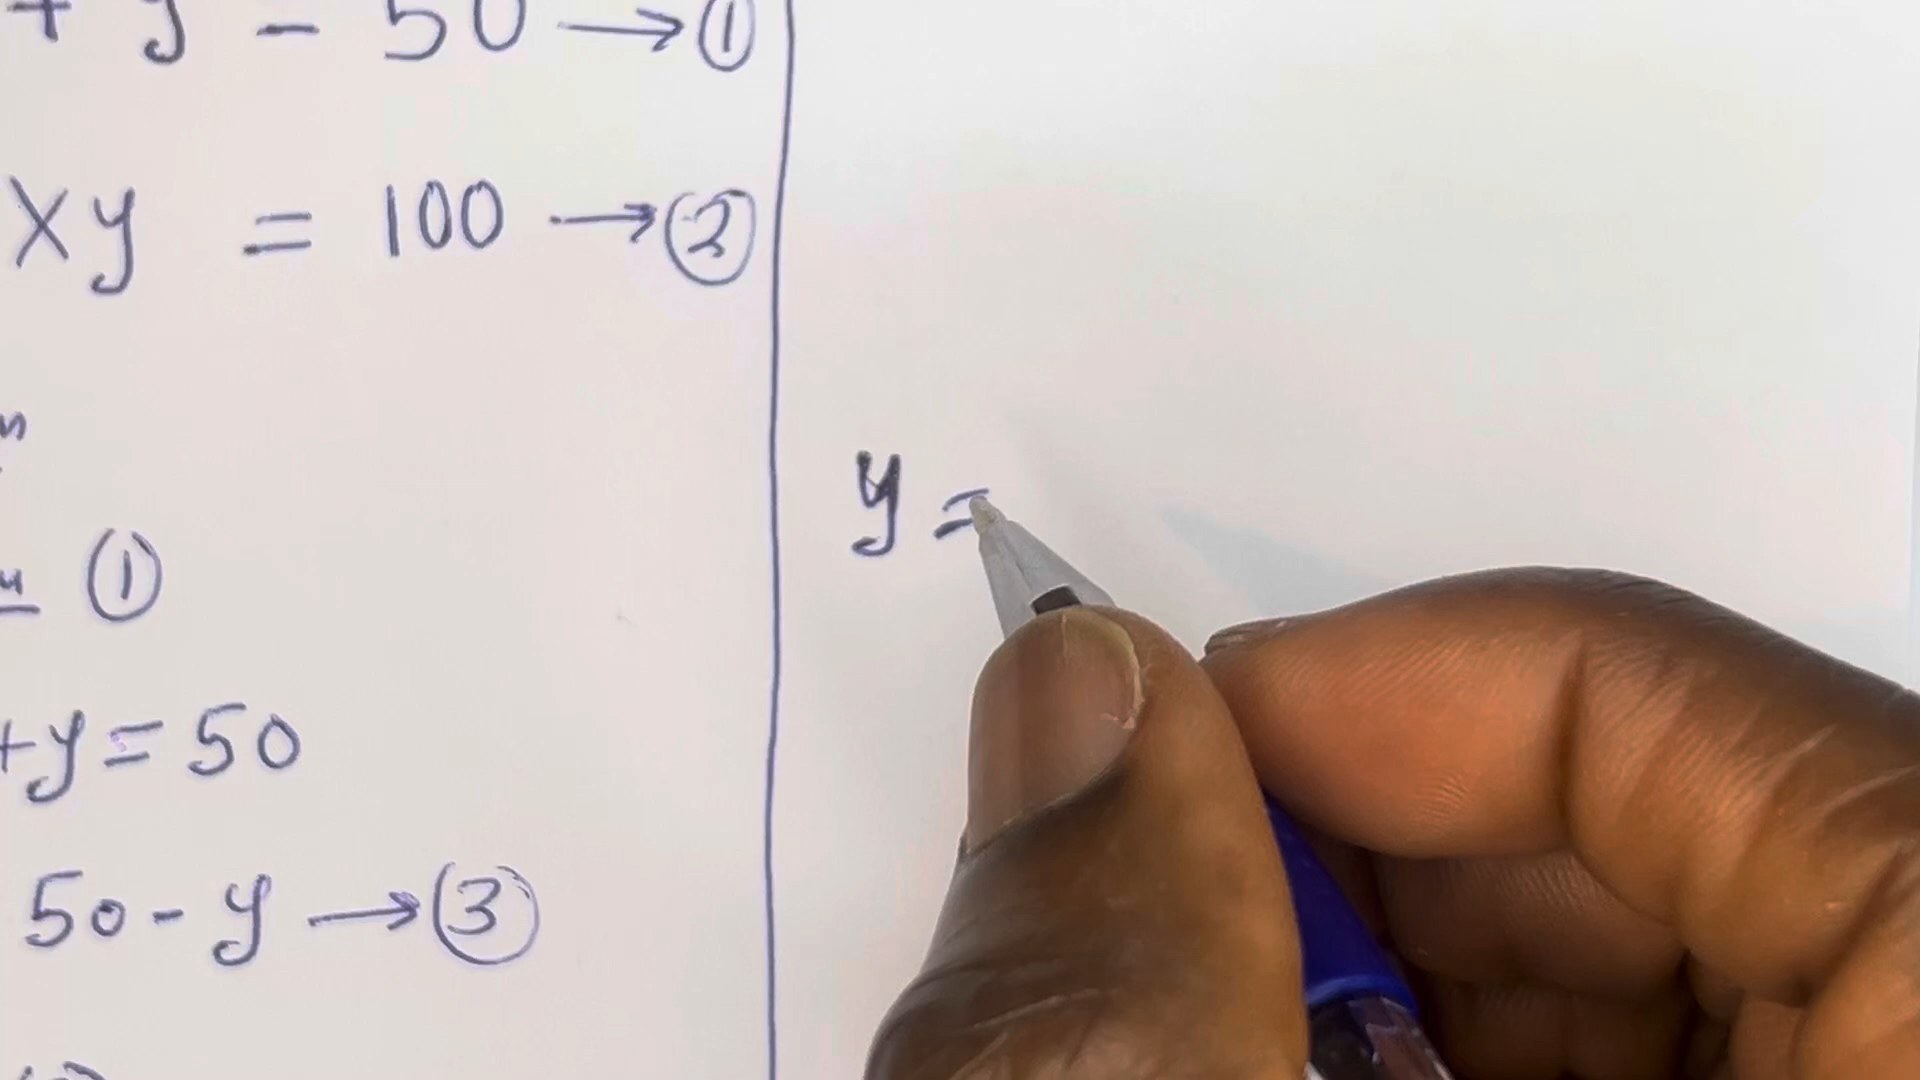 + y = 50 → ①
xy = 100 → ②
①
+y = 50
50 - y → ③
y =